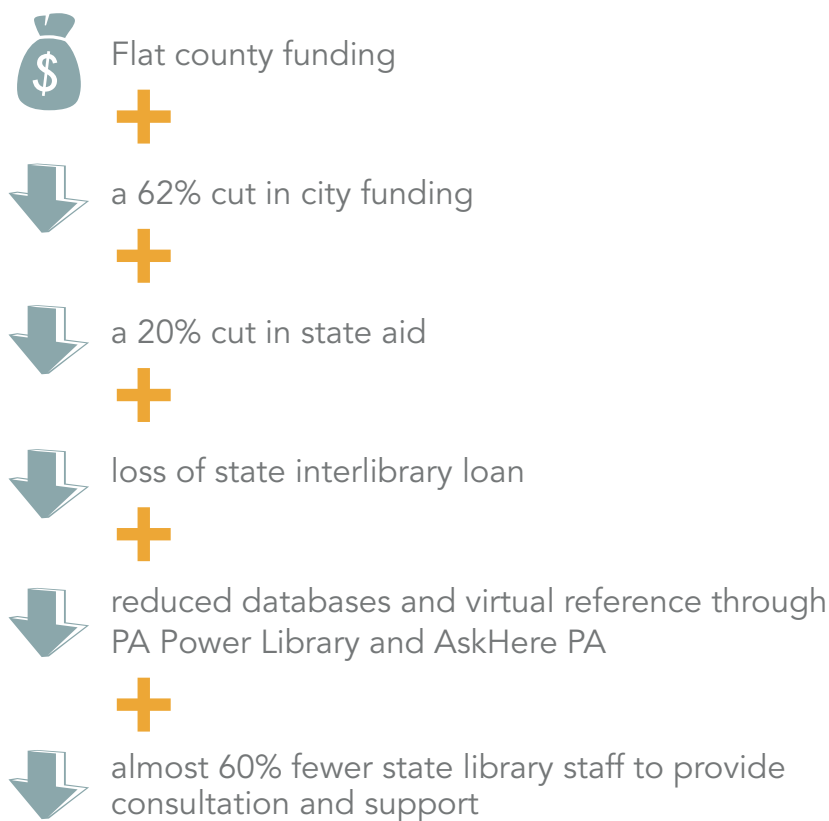 $
Flat county funding
+
a 62% cut in city funding
+
a 20% cut in state aid
+
loss of state interlibrary loan
+
reduced databases and virtual reference through
PA Power Library and AskHere PA
+
almost 60% fewer state library staff to provide
consultation and support